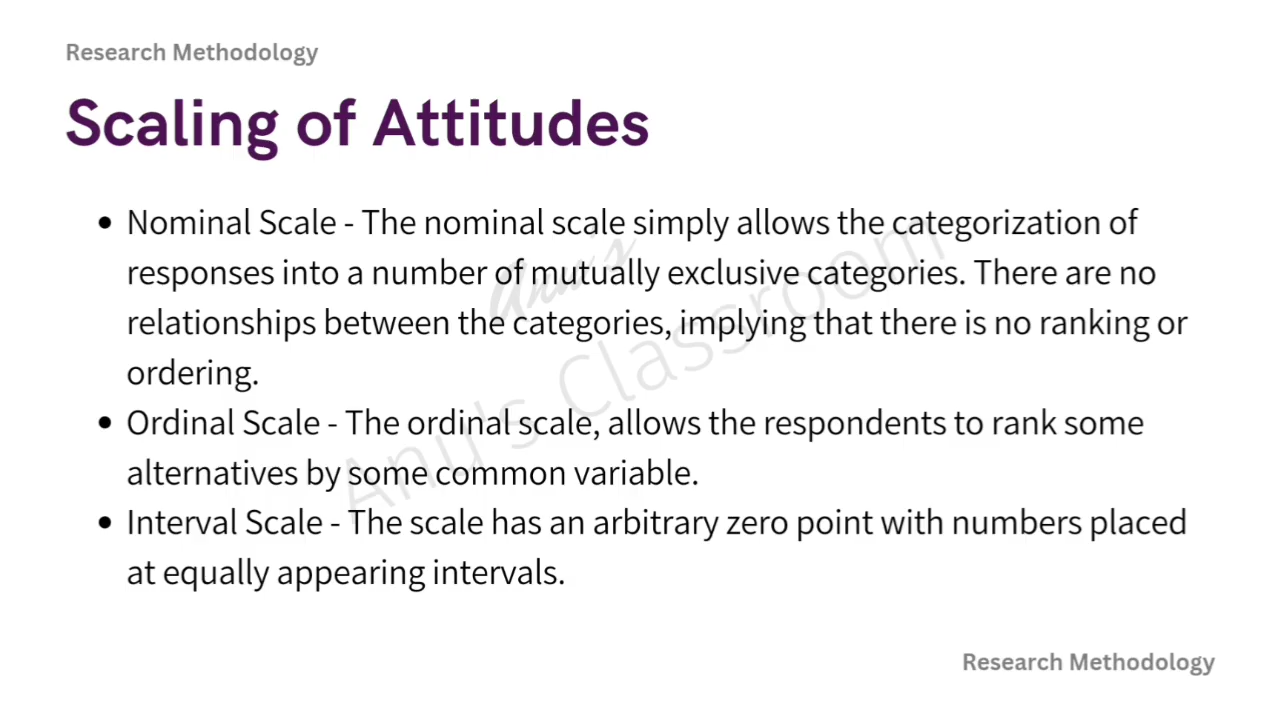 Research Methodology
Scaling of Attitudes
• Nominal Scale - The nominal scale simply allows the categorization of
responses into a number of mutually exclusive categories. There are no
relationships between the categories, implying that there is no ranking or
ordering.
• Ordinal Scale - The ordinal scale, allows the respondents to rank some
alternatives by some common variable.
• Interval Scale - The scale has an arbitrary zero point with numbers placed
at equally appearing intervals.
Anu's
Anu's Classroom
Research Methodology